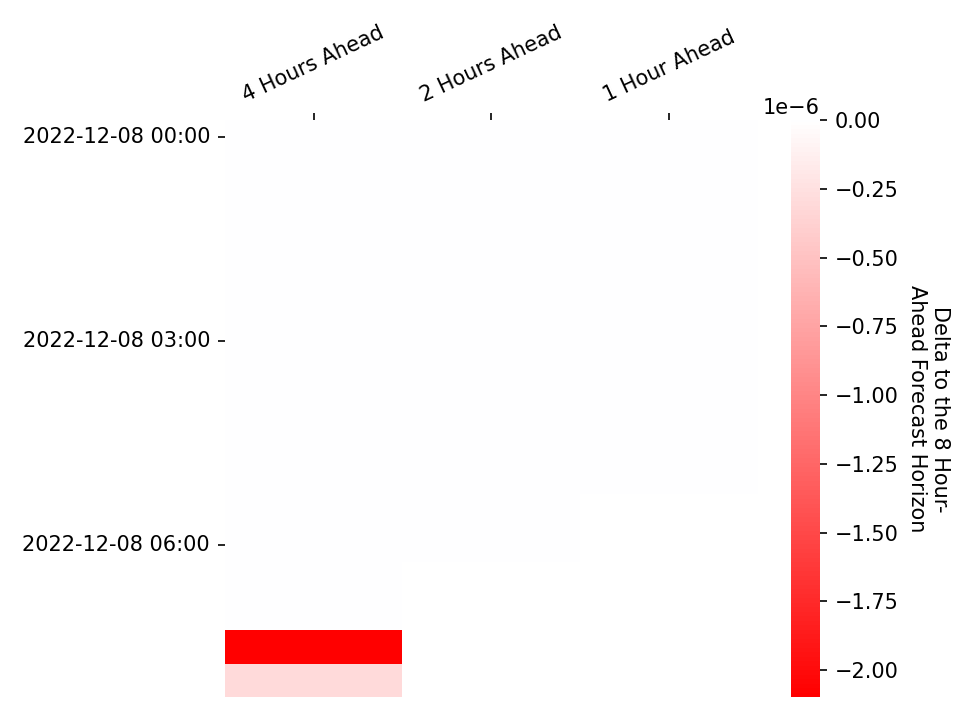 4 Hours Ahead
2 Hours Ahead
1 Hour Ahead
1e−6
2022-12-08 00:00
2022-12-08 03:00
2022-12-08 06:00
0.00
−0.25
−0.50
−0.75
−1.00
−1.25
−1.50
−1.75
−2.00
Delta to the 8 Hour-
Ahead Forecast Horizon